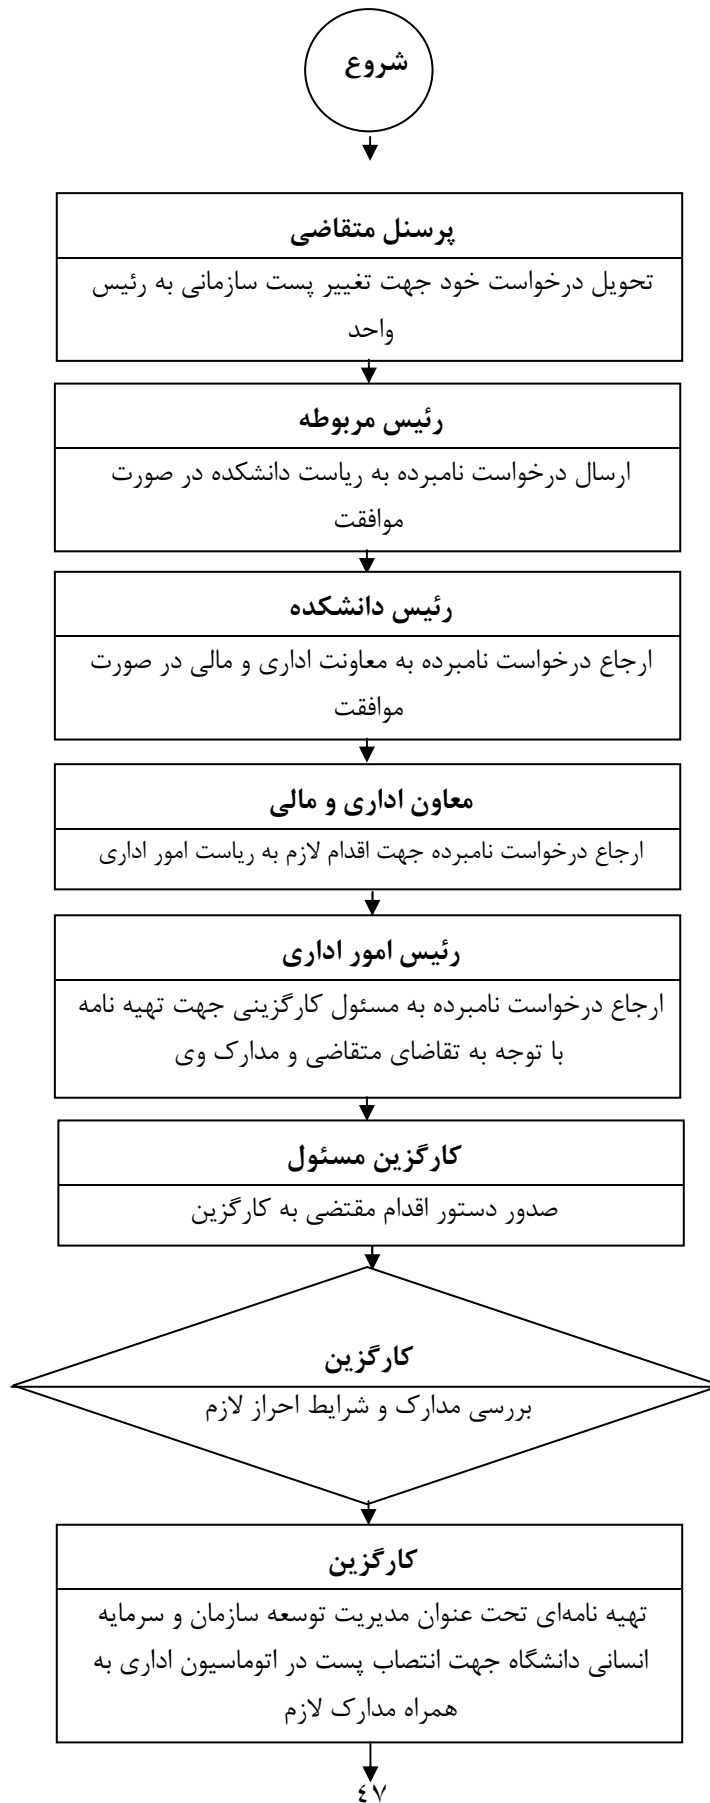 شروع
پرسنل متقاضی
تحویل درخواست خود جهت تغییر پست سازمانی به رئیس
واحد
رئیس مربوطه
ارسال درخواست نامبرده به ریاست دانشکده در صورت
موافقت
رئیس دانشکده
ارجاع درخواست نامبرده به معاونت اداری و مالی در صورت
موافقت
معاون اداری و مالی
ارجاع درخواست نامبرده جهت اقدام لازم به ریاست امور اداری
رئیس امور اداری
ارجاع درخواست نامبرده به مسئول کارگزینی جهت تهیه نامه
با توجه به تقاضای متقاضی و مدارک وی
کارگزین مسئول
صدور دستور اقدام مقتضی به کارگزین
کارگزین
بررسی مدارک و شرایط احراز لازم
کارگزین
تهیه نامه‌ای تحت عنوان مدیریت توسعه سازمان و سرمایه
انسانی دانشگاه جهت انتصاب پست در اتوماسیون اداری به
همراه مدارک لازم
٤٧